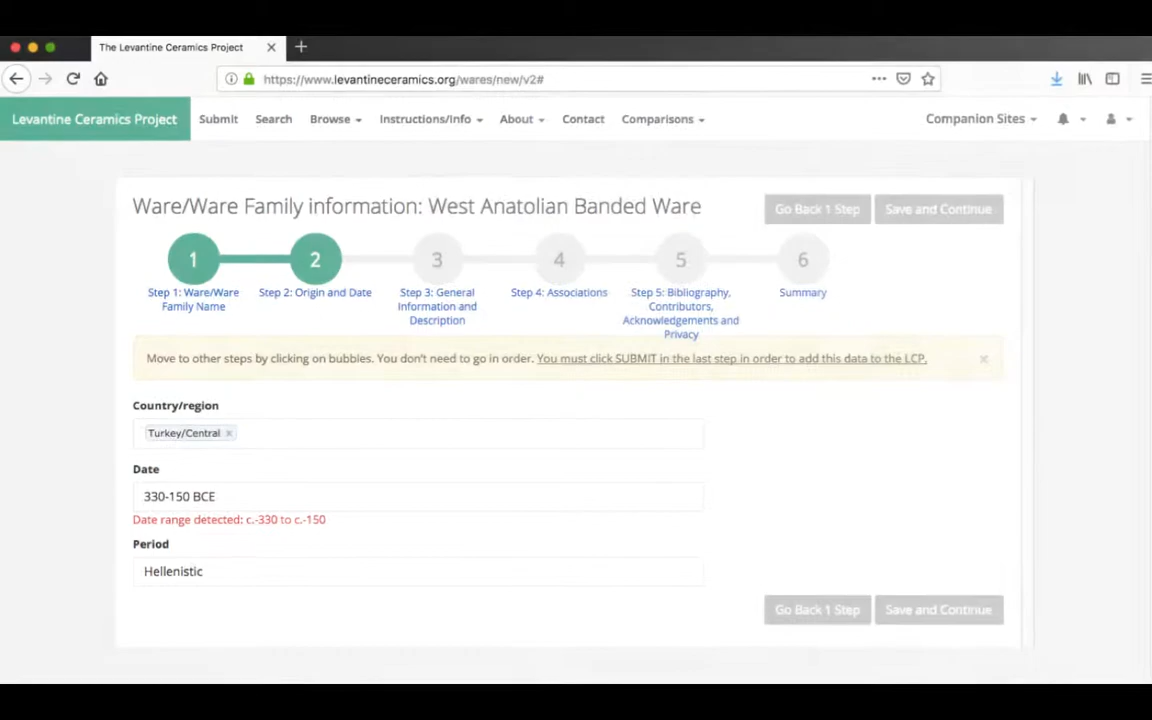 The Levantine Ceramics Project
https://www.levantineceramics.org/wares/new/v2#
Levantine Ceramics Project Submit Search Browse Instructions/Info About Contact Comparisons Companion Sites
Ware/Ware Family information: West Anatolian Banded Ware
Go Back 1 Step Save and Continue
1 2 3 4 5 6
Step 1: Ware/Ware Family Name
Step 2: Origin and Date
Step 3: General Information and Description
Step 4: Associations
Step 5: Bibliography, Contributors, Acknowledgements and Privacy
Summary
Move to other steps by clicking on bubbles. You don't need to go in order. You must click SUBMIT in the last step in order to add this data to the LCP.
Country/region
Turkey/Central
Date
330-150 BCE
Date range detected: c.-330 to c.-150
Period
Hellenistic
Go Back 1 Step Save and Continue